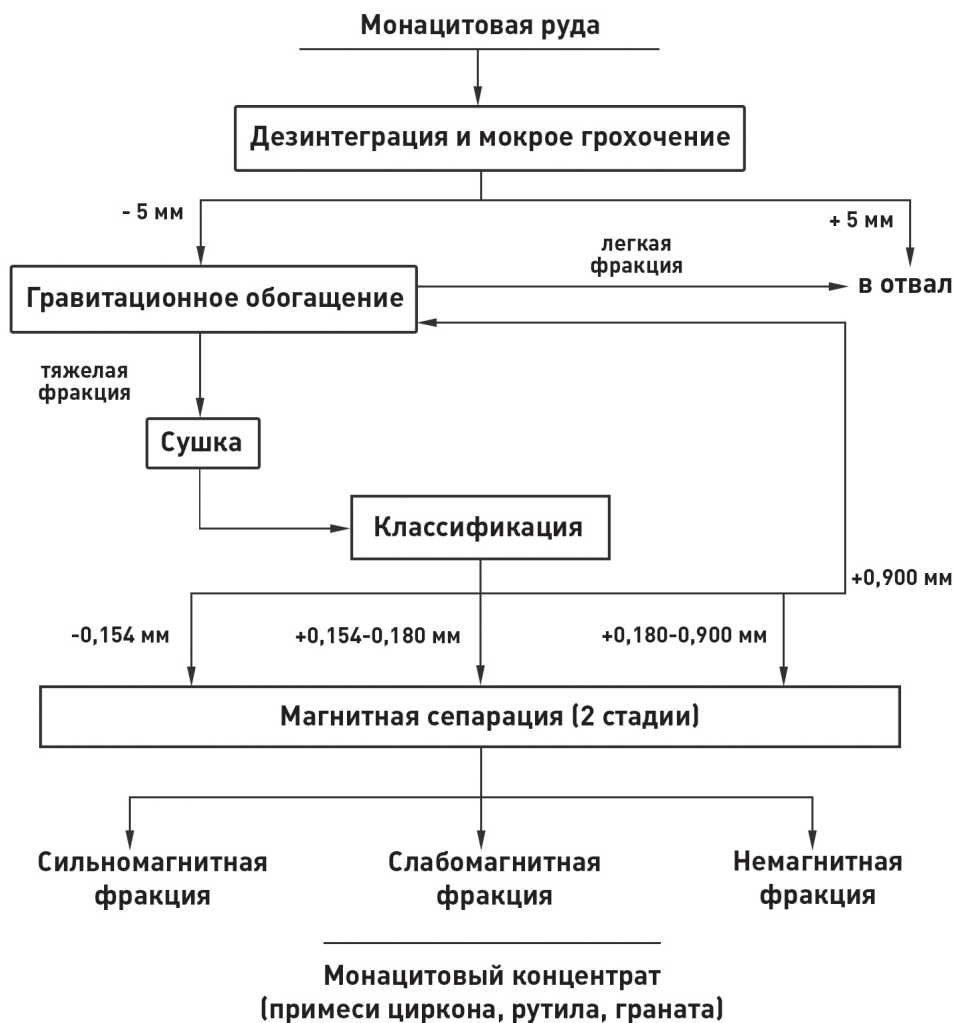 Монацитовая руда
Дезинтеграция и мокрое грохочение
- 5 мм
+ 5 мм
легкая
фракция
Гравитационное обогащение
в отвал
тяжелая
фракция
Сушка
Классификация
+0,900 мм
-0,154 мм
+0,154-0,180 мм
+0,180-0,900 мм
Магнитная сепарация (2 стадии)
Сильномагнитная
фракция
Слабомагнитная
фракция
Немагнитная
фракция
Монацитовый концентрат
(примеси циркона, рутила, граната)